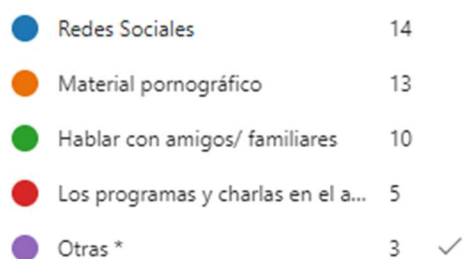 Redes Sociales 14
Material pornográfico 13
Hablar con amigos/ familiares 10
Los programas y charlas en el a... 5
Otras * 3